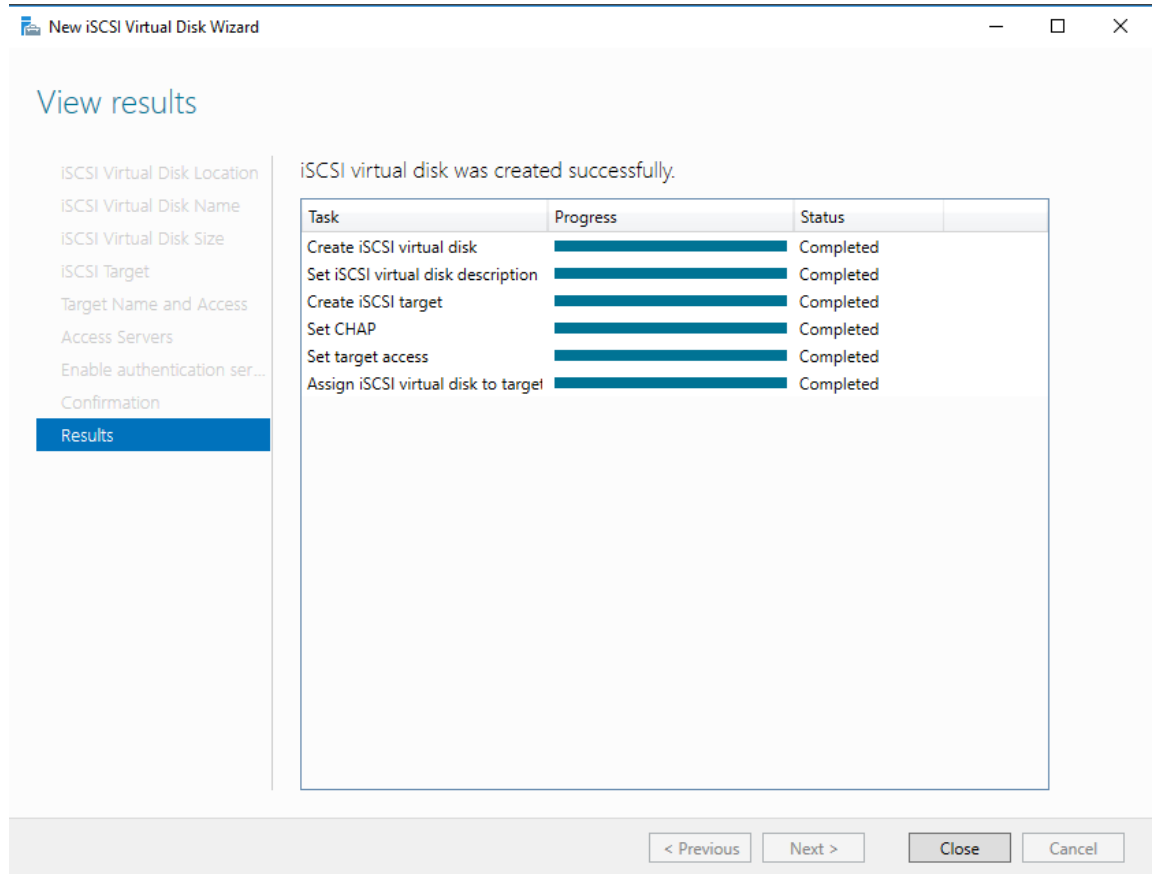 New iSCSI Virtual Disk Wizard
View results
iSCSI Virtual Disk Location
iSCSI Virtual Disk Name
iSCSI Virtual Disk Size
iSCSI Target
Target Name and Access
Access Servers
Enable authentication ser...
Confirmation
Results
iSCSI virtual disk was created successfully.
Task Progress Status
Create iSCSI virtual disk Completed
Set iSCSI virtual disk description Completed
Create iSCSI target Completed
Set CHAP Completed
Set target access Completed
Assign iSCSI virtual disk to target Completed
< Previous Next > Close Cancel